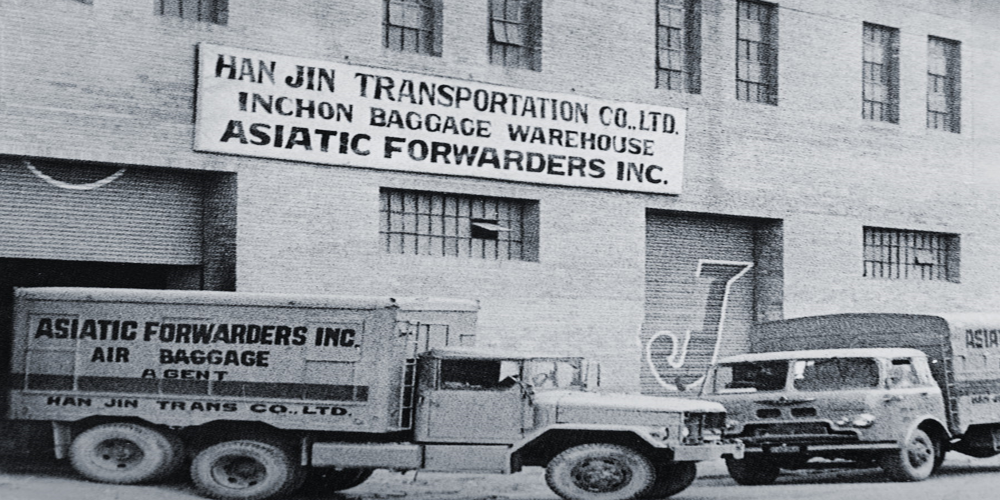 HAN JIN TRANSPORTATION CO.,LTD.
INCHON BAGGAGE WAREHOUSE
ASIATIC FORWARDERS INC.
J
ASIATIC FORWARDERS INC.
AIR BAGGAGE
AGENT
HAN JIN TRANS CO.,LTD.
ASIA